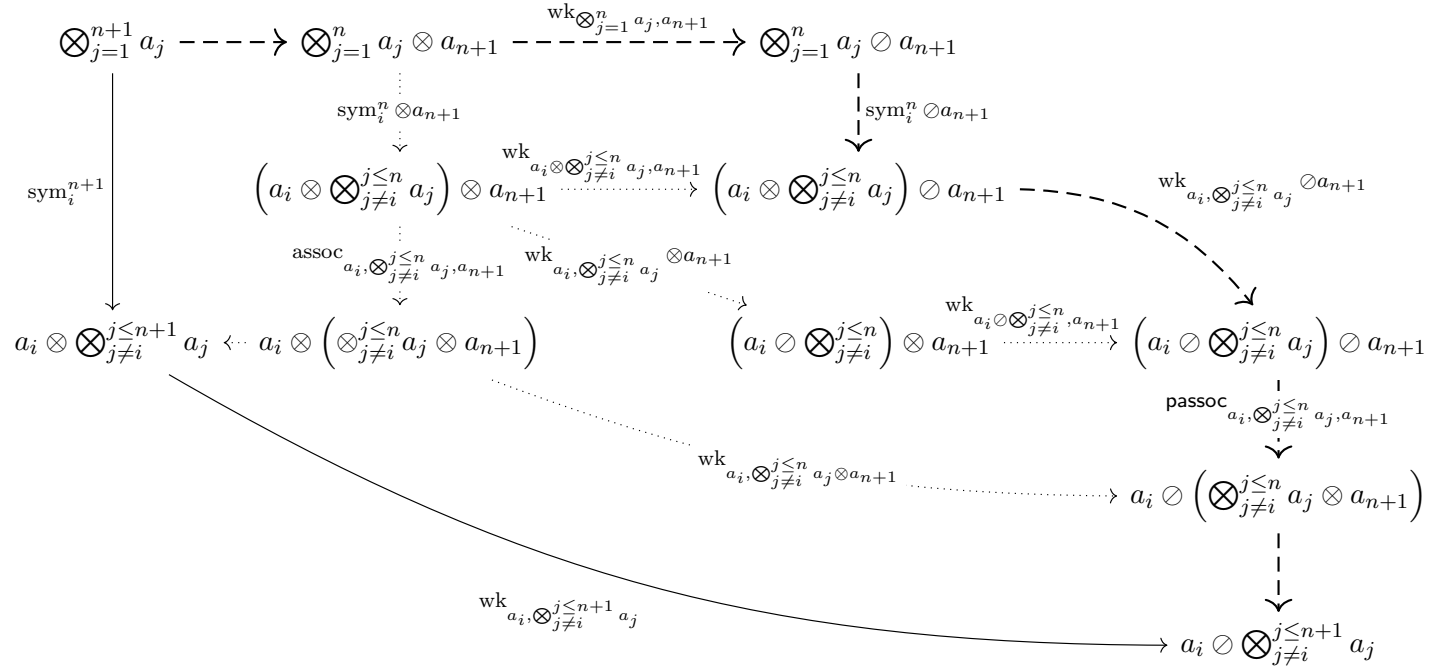 ⨂_{j=1}^{n+1} a_j ⨂_{j=1}^{n} a_j ⊗ a_{n+1} wk_{⨂_{j=1}^{n} a_j, a_{n+1}} ⨂_{j=1}^{n} a_j ⊘ a_{n+1}
sym_i^n ⊗a_{n+1} sym_i^n ⊘a_{n+1}
sym_i^{n+1} (a_i ⊗ ⨂_{j≠i}^{j≤n} a_j) ⊗ a_{n+1} wk_{a_i⊗⨂_{j≠i}^{j≤n} a_j, a_{n+1}} (a_i ⊗ ⨂_{j≠i}^{j≤n} a_j) ⊘ a_{n+1} wk_{a_i, ⨂_{j≠i}^{j≤n} a_j} ⊘a_{n+1}
assoc_{a_i, ⨂_{j≠i}^{j≤n} a_j, a_{n+1}} wk_{a_i, ⨂_{j≠i}^{j≤n} a_j} ⊗a_{n+1}
a_i ⊗ ⨂_{j≠i}^{j≤n+1} a_j a_i ⊗ (⊗_{j≠i}^{j≤n} a_j ⊗ a_{n+1}) (a_i ⊘ ⨂_{j≠i}^{j≤n}) ⊗ a_{n+1} wk_{a_i⊘⨂_{j≠i}^{j≤n}, a_{n+1}} (a_i ⊘ ⨂_{j≠i}^{j≤n} a_j) ⊘ a_{n+1}
passoc_{a_i, ⨂_{j≠i}^{j≤n} a_j, a_{n+1}}
wk_{a_i, ⨂_{j≠i}^{j≤n} a_j⊗a_{n+1}} a_i ⊘ (⨂_{j≠i}^{j≤n} a_j ⊗ a_{n+1})
wk_{a_i, ⨂_{j≠i}^{j≤n+1} a_j}
a_i ⊘ ⨂_{j≠i}^{j≤n+1} a_j